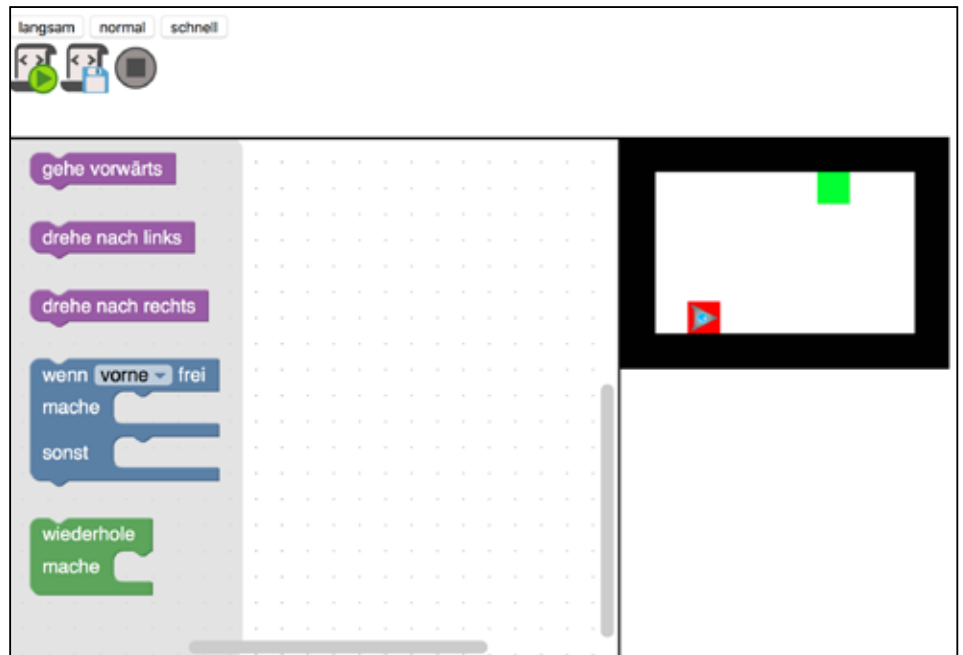 langsam normal schnell
gehe vorwärts
drehe nach links
drehe nach rechts
wenn vorne frei
mache
sonst
wiederhole
mache